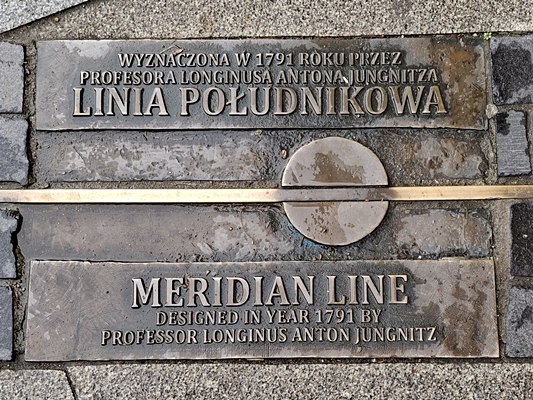 WYZNACZONA W 1791 ROKU PRZEZ
PROFESORA LONGINUSA ANTONA JUNGNITZA
LINIA POŁUDNIKOWA
MERIDIAN LINE
DESIGNED IN YEAR 1791 BY
PROFESSOR LONGINUS ANTON JUNGNITZ